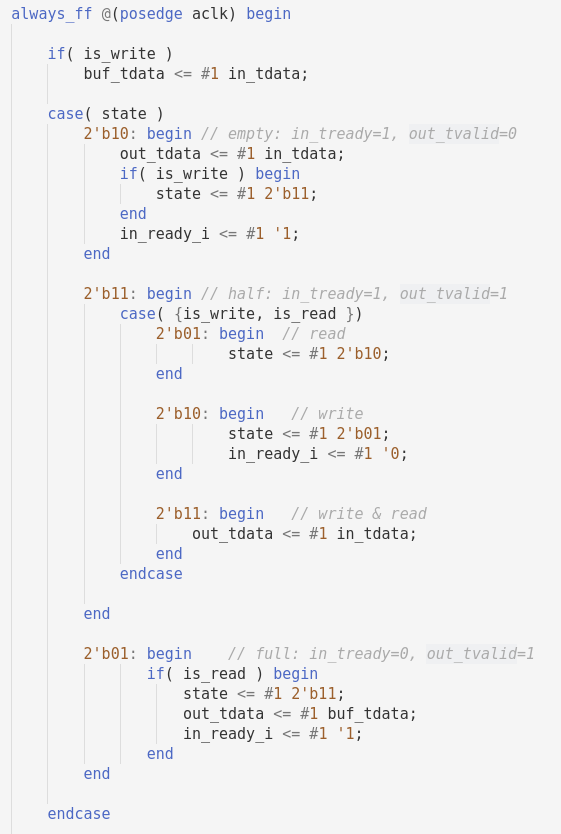 always_ff @(posedge aclk) begin
if( is_write )
buf_tdata <= #1 in_tdata;
case( state )
2'b10: begin // empty: in_tready=1, out_tvalid=0
out_tdata <= #1 in_tdata;
if( is_write ) begin
state <= #1 2'b11;
end
in_ready_i <= #1 '1;
end
2'b11: begin // half: in_tready=1, out_tvalid=1
case( {is_write, is_read })
2'b01: begin // read
state <= #1 2'b10;
end
2'b10: begin // write
state <= #1 2'b01;
in_ready_i <= #1 '0;
end
2'b11: begin // write & read
out_tdata <= #1 in_tdata;
end
endcase
end
2'b01: begin // full: in_tready=0, out_tvalid=1
if( is_read ) begin
state <= #1 2'b11;
out_tdata <= #1 buf_tdata;
in_ready_i <= #1 '1;
end
end
endcase